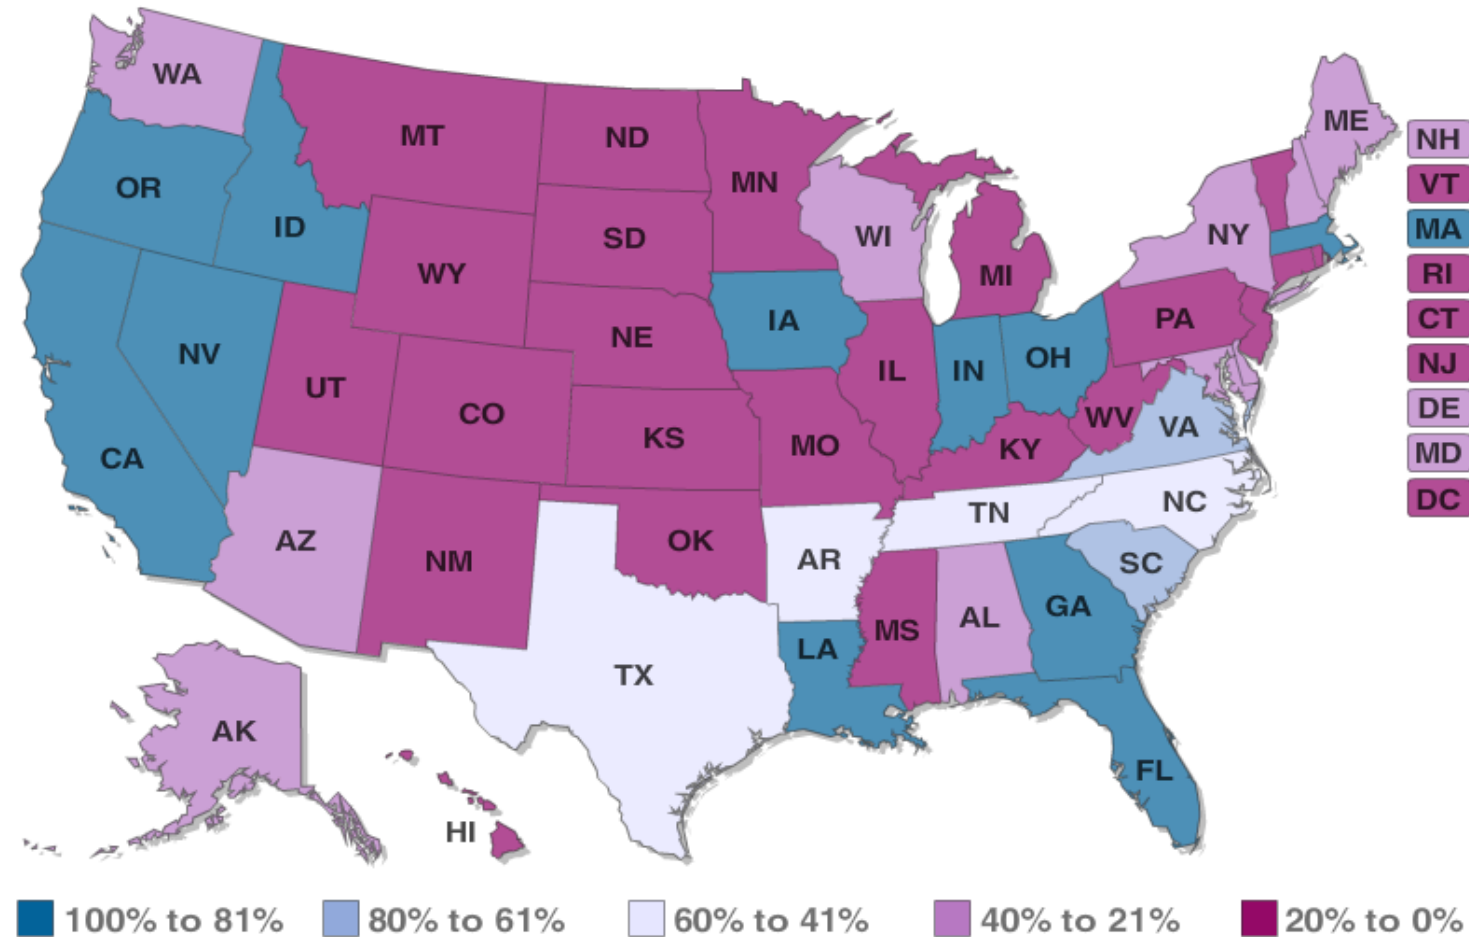 WA
MT
ND
MN
ME
NH
OR
VT
ID
SD
WI
NY
MA
WY
MI
RI
IA
PA
CT
NE
NV
OH
NJ
UT
IL
IN
CO
DE
KS
MO
KY
WV
VA
CA
MD
DC
AZ
NM
OK
TN
NC
AR
SC
GA
MS
AL
LA
TX
AK
FL
HI
100% to 81%
80% to 61%
60% to 41%
40% to 21%
20% to 0%